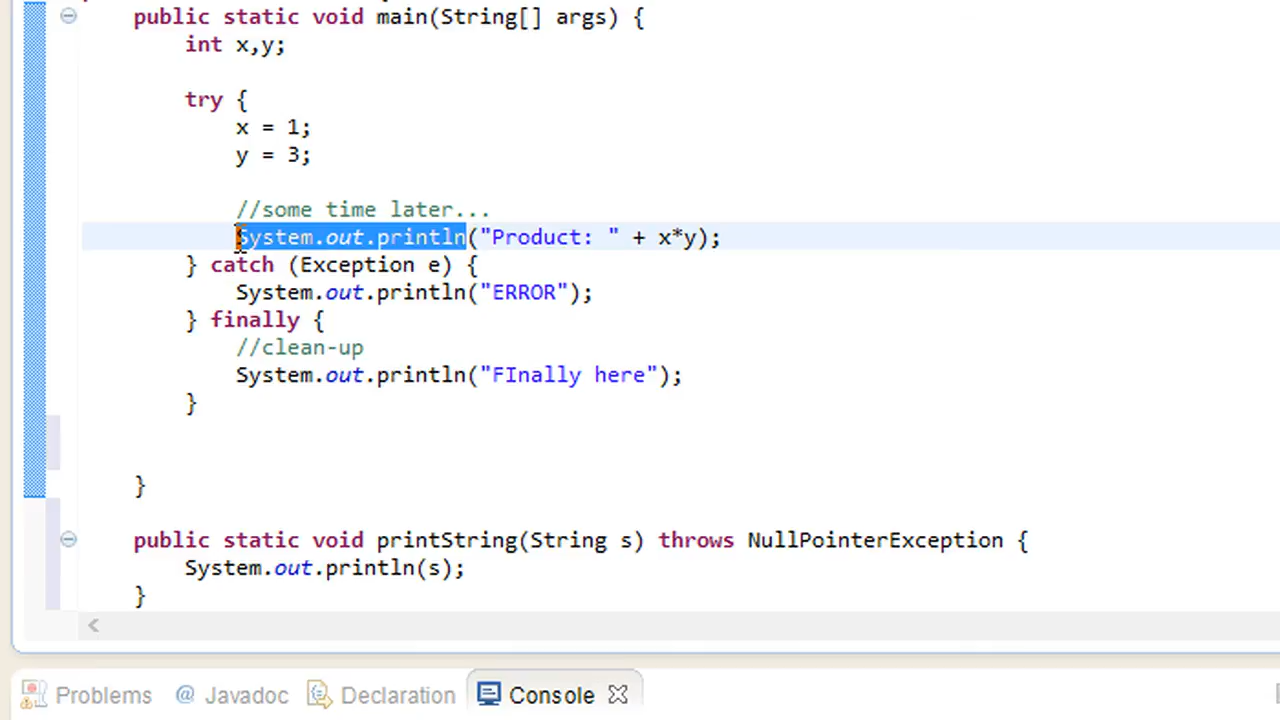 public static void main(String[] args) {
int x,y;
try {
x = 1;
y = 3;
//some time later...
System.out.println("Product: " + x*y);
} catch (Exception e) {
System.out.println("ERROR");
} finally {
//clean-up
System.out.println("FInally here");
}
}
public static void printString(String s) throws NullPointerException {
System.out.println(s);
}
Problems @ Javadoc Declaration Console